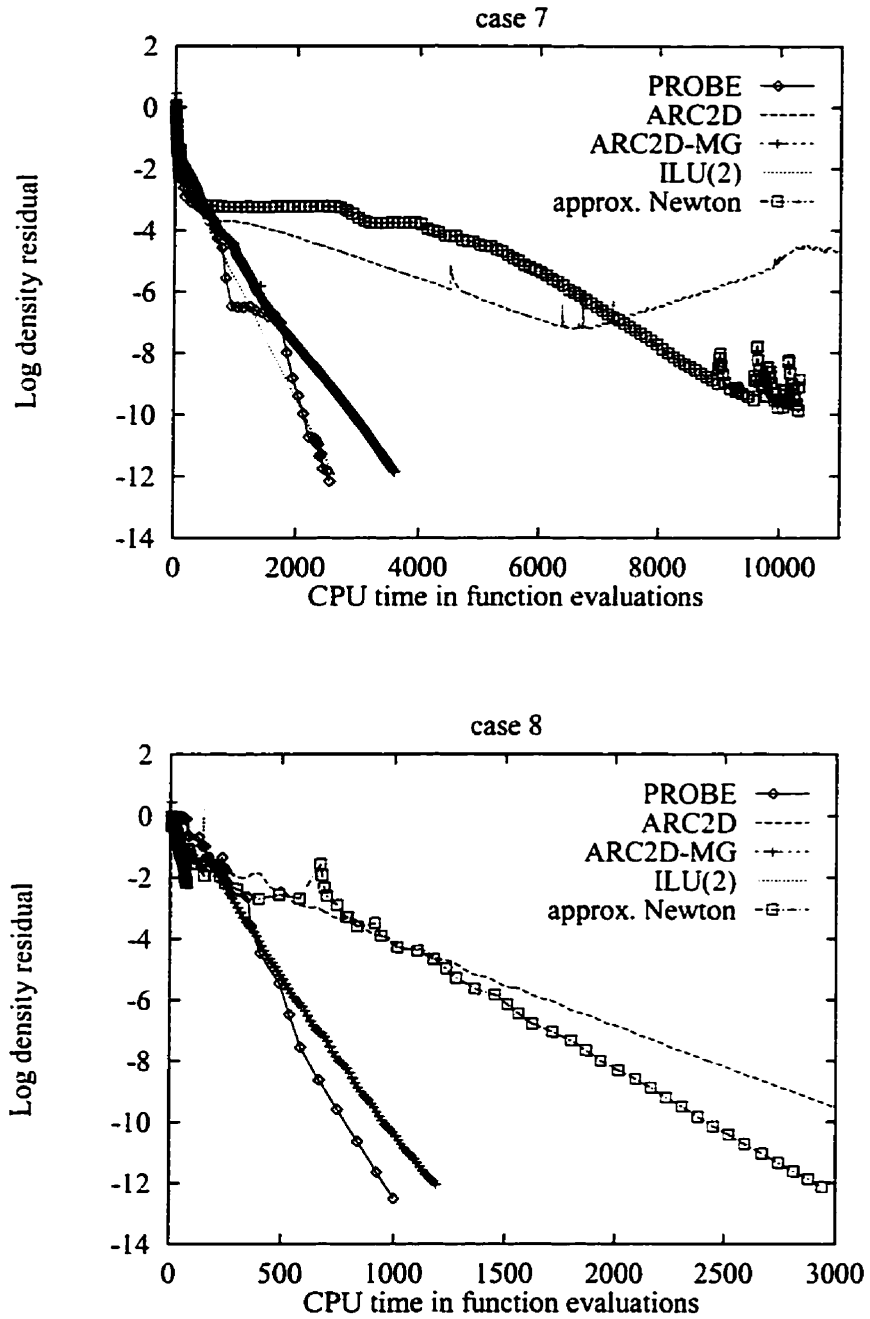 case 7
2
0
-2
-4
-6
-8
-10
-12
-14
Log density residual
PROBE
ARC2D
ARC2D-MG
ILU(2)
approx. Newton
0 2000 4000 6000 8000 10000
CPU time in function evaluations
case 8
2
0
-2
-4
-6
-8
-10
-12
-14
Log density residual
PROBE
ARC2D
ARC2D-MG
ILU(2)
approx. Newton
0 500 1000 1500 2000 2500 3000
CPU time in function evaluations